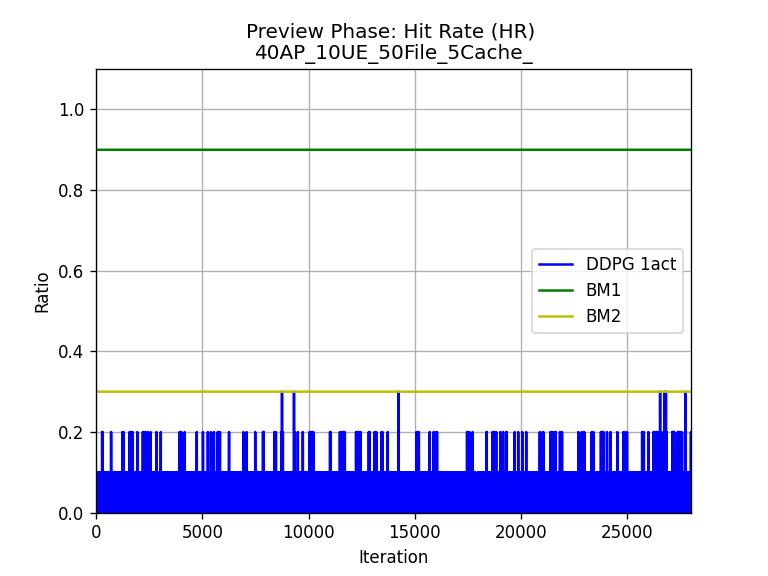 Preview Phase: Hit Rate (HR)
40AP_10UE_50File_5Cache_
1.0
0.8
0.6
0.4
0.2
0.0
Ratio
DDPG 1act
BM1
BM2
0
5000
10000
15000
20000
25000
Iteration